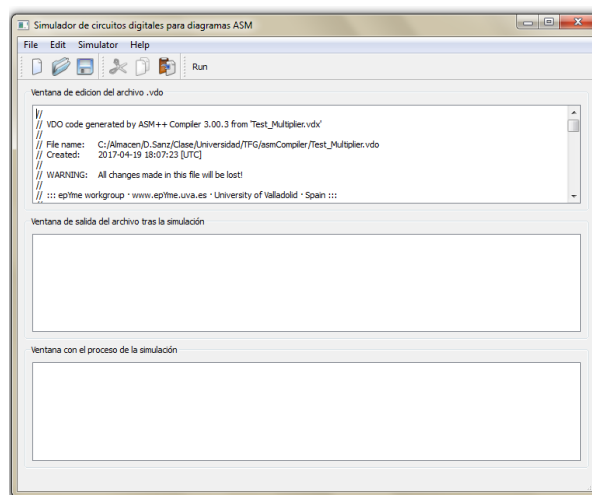 Simulador de circuitos digitales para diagramas ASM
File Edit Simulator Help
Run
Ventana de edicion del archivo .vdo
//
// VDO code generated by ASM++ Compiler 3.00.3 from 'Test_Multiplier.vdx'
//
// File name: C:/Almacen/D.Sanz/Clase/Universidad/TFG/asmCompiler/Test_Multiplier.vdo
// Created: 2017-04-19 18:07:23 [UTC]
//
// WARNING: All changes made in this file will be lost!
//
// ::: epYme workgroup · www.epYme.uva.es · University of Valladolid · Spain :::
Ventana de salida del archivo tras la simulación
Ventana con el proceso de la simulación